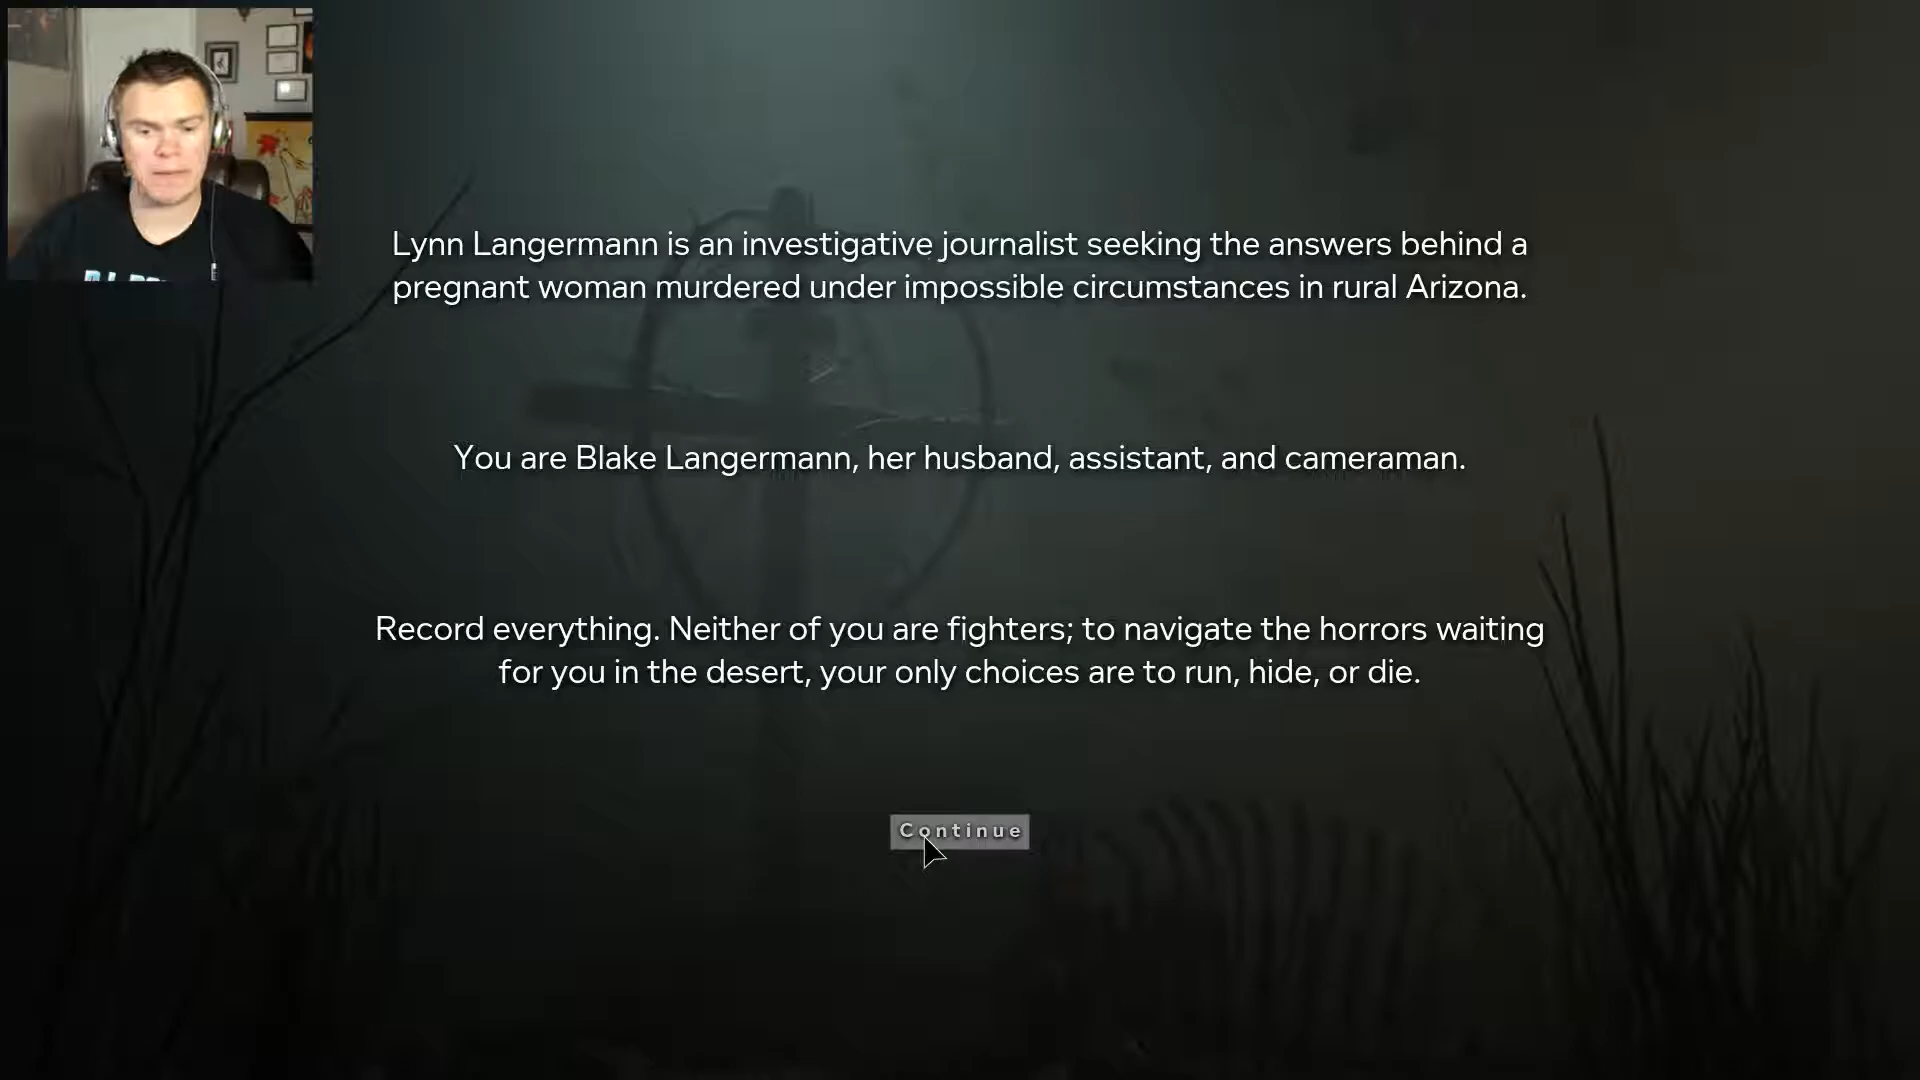 Lynn Langermann is an investigative journalist seeking the answers behind a
pregnant woman murdered under impossible circumstances in rural Arizona.
You are Blake Langermann, her husband, assistant, and cameraman.
Record everything. Neither of you are fighters; to navigate the horrors waiting
for you in the desert, your only choices are to run, hide, or die.
Continue